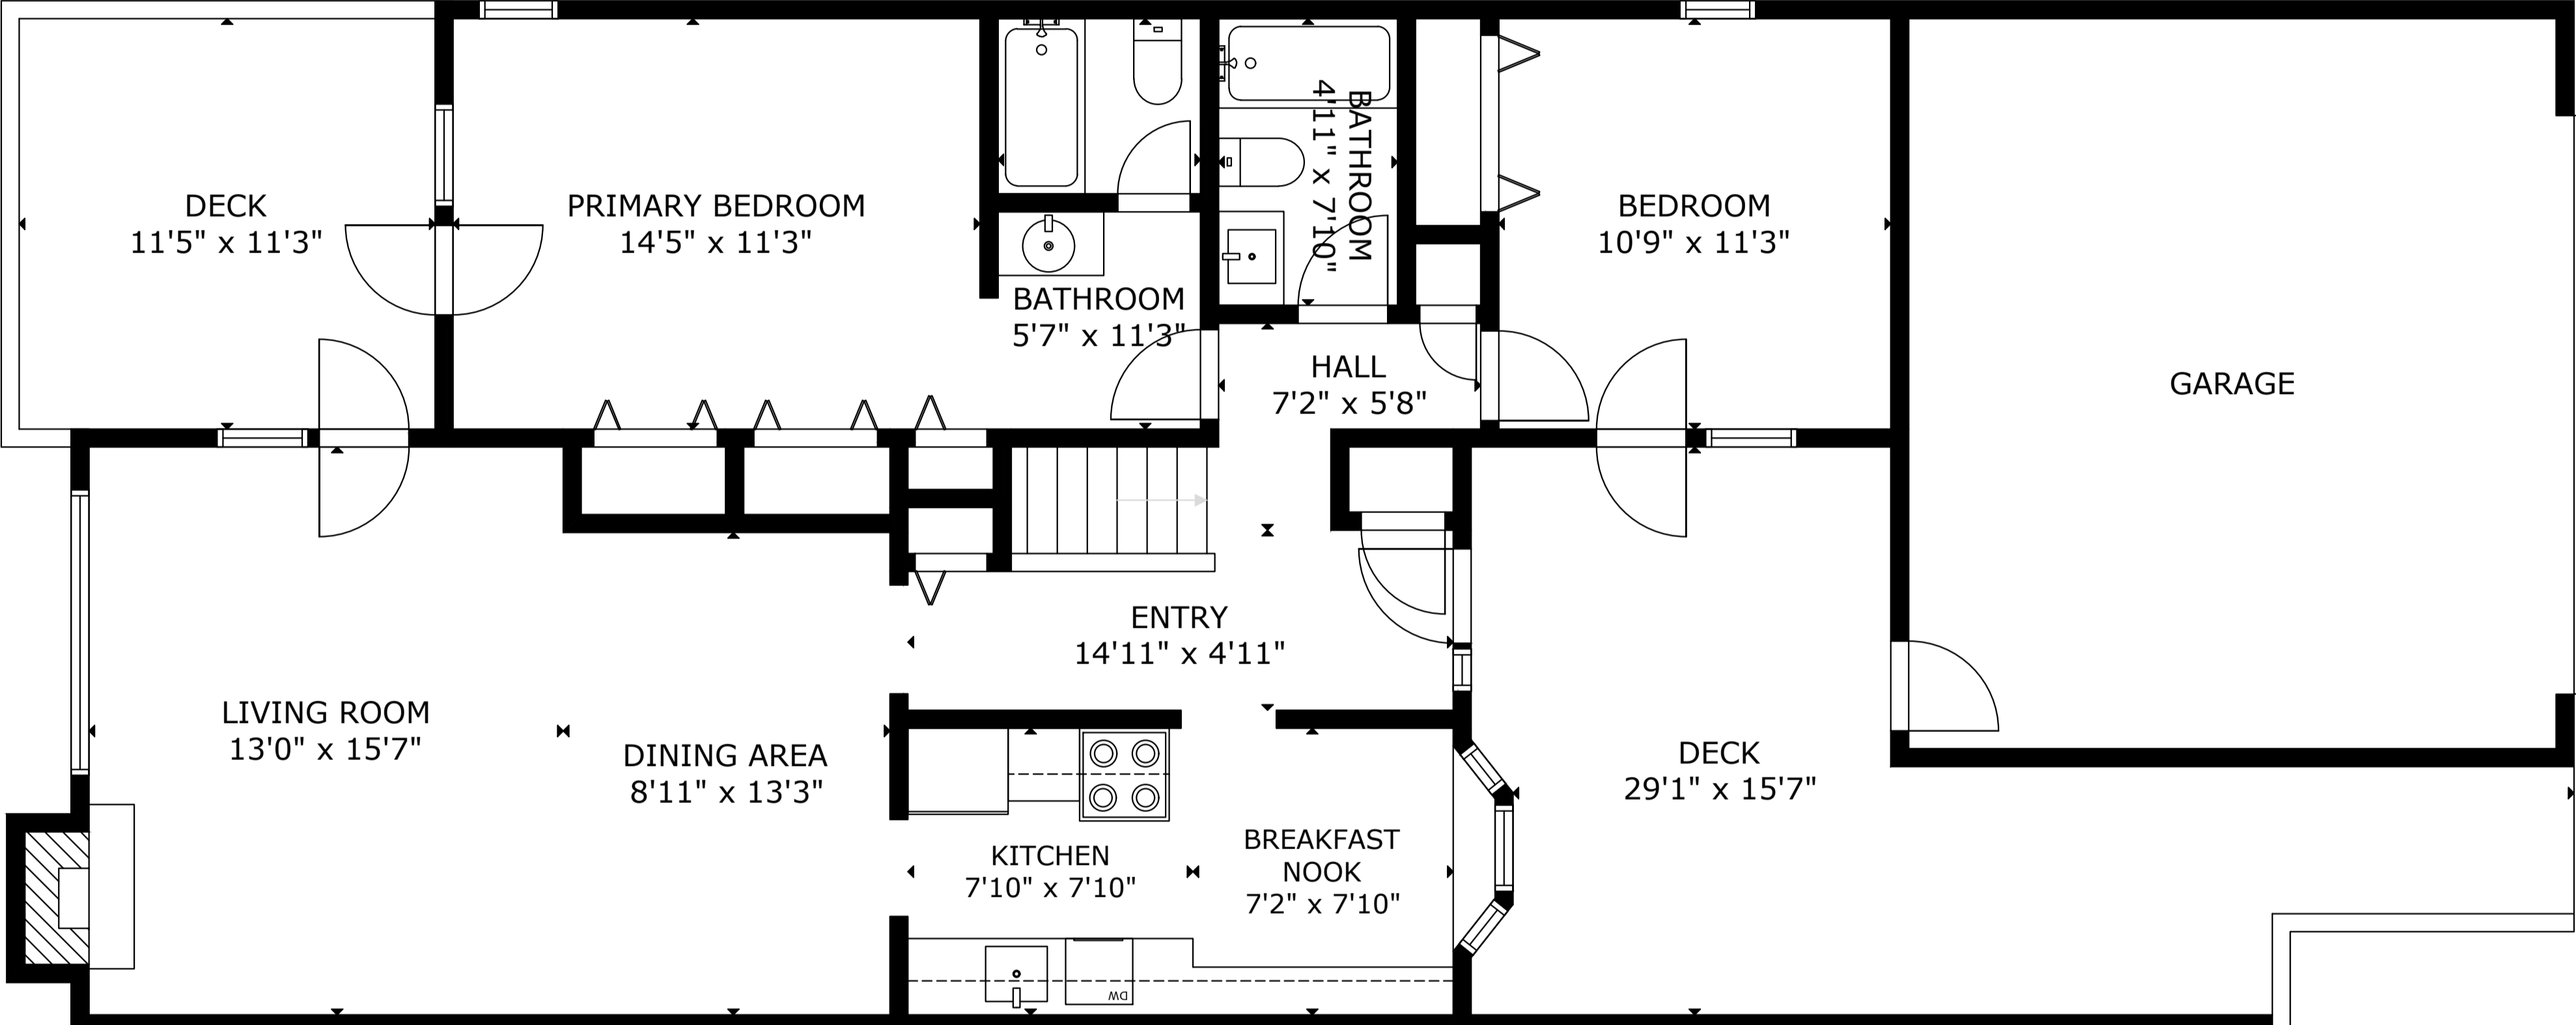 DECK
11'5" x 11'3"
PRIMARY BEDROOM
14'5" x 11'3"
BATHROOM
5'7" x 11'3"
BATHROOM
4'11" x 7'10"
BEDROOM
10'9" x 11'3"
HALL
7'2" x 5'8"
GARAGE
ENTRY
14'11" x 4'11"
LIVING ROOM
13'0" x 15'7"
DINING AREA
8'11" x 13'3"
KITCHEN
7'10" x 7'10"
BREAKFAST
NOOK
7'2" x 7'10"
DECK
29'1" x 15'7"
DW